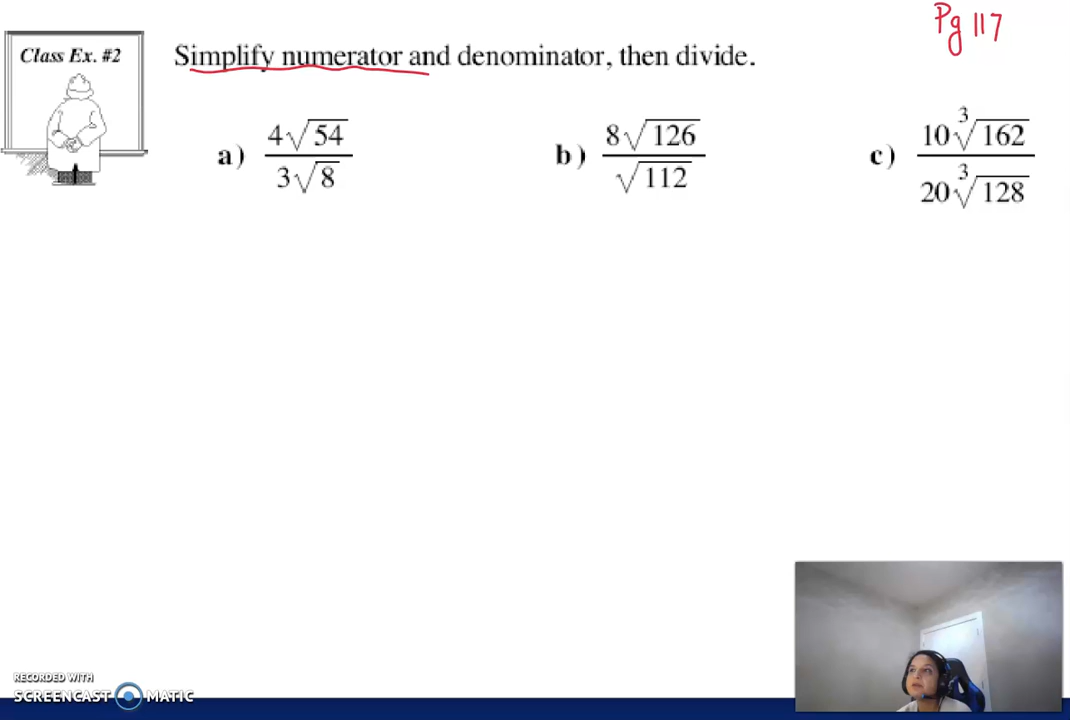 Pg 117
Class Ex. #2
Simplify numerator and denominator, then divide.
a) 4√54 / 3√8
b) 8√126 / √112
c) 10∛162 / 20∛128
RECORDED WITH
SCREENCAST MATIC